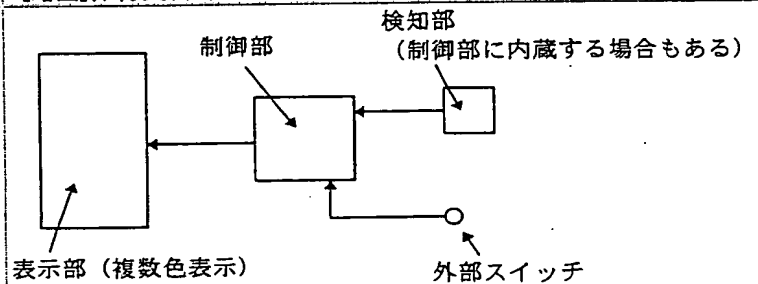 検知部
(制御部に内蔵する場合もある)
制御部
表示部(複数色表示)
外部スイッチ